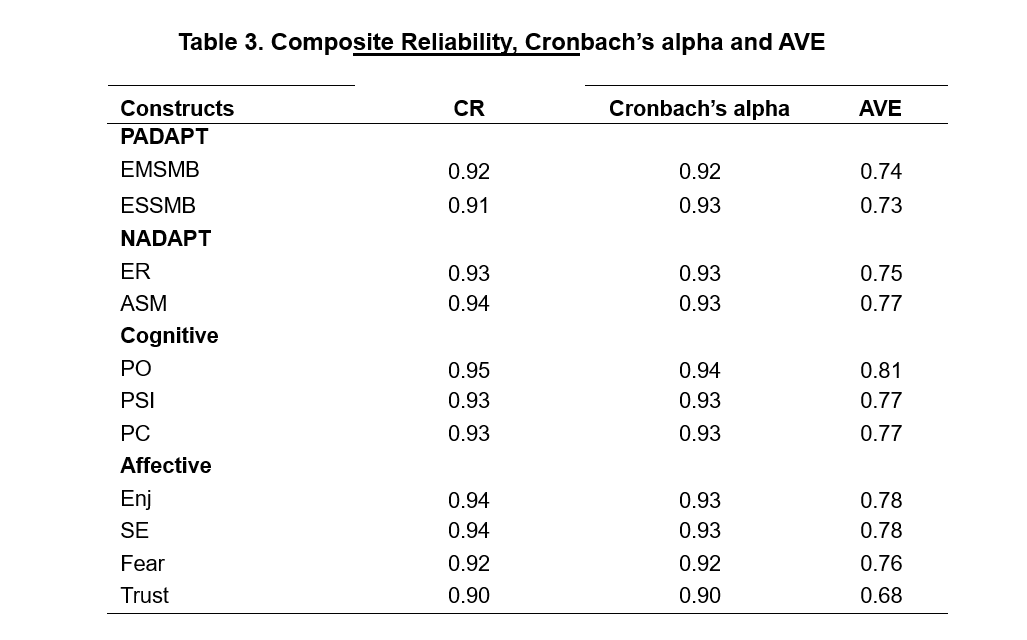 Table 3. Composite Reliability, Cronbach’s alpha and AVE
Constructs CR Cronbach’s alpha AVE
PADAPT
EMSMB 0.92 0.92 0.74
ESSMB 0.91 0.93 0.73
NADAPT
ER 0.93 0.93 0.75
ASM 0.94 0.93 0.77
Cognitive
PO 0.95 0.94 0.81
PSI 0.93 0.93 0.77
PC 0.93 0.93 0.77
Affective
Enj 0.94 0.93 0.78
SE 0.94 0.93 0.78
Fear 0.92 0.92 0.76
Trust 0.90 0.90 0.68